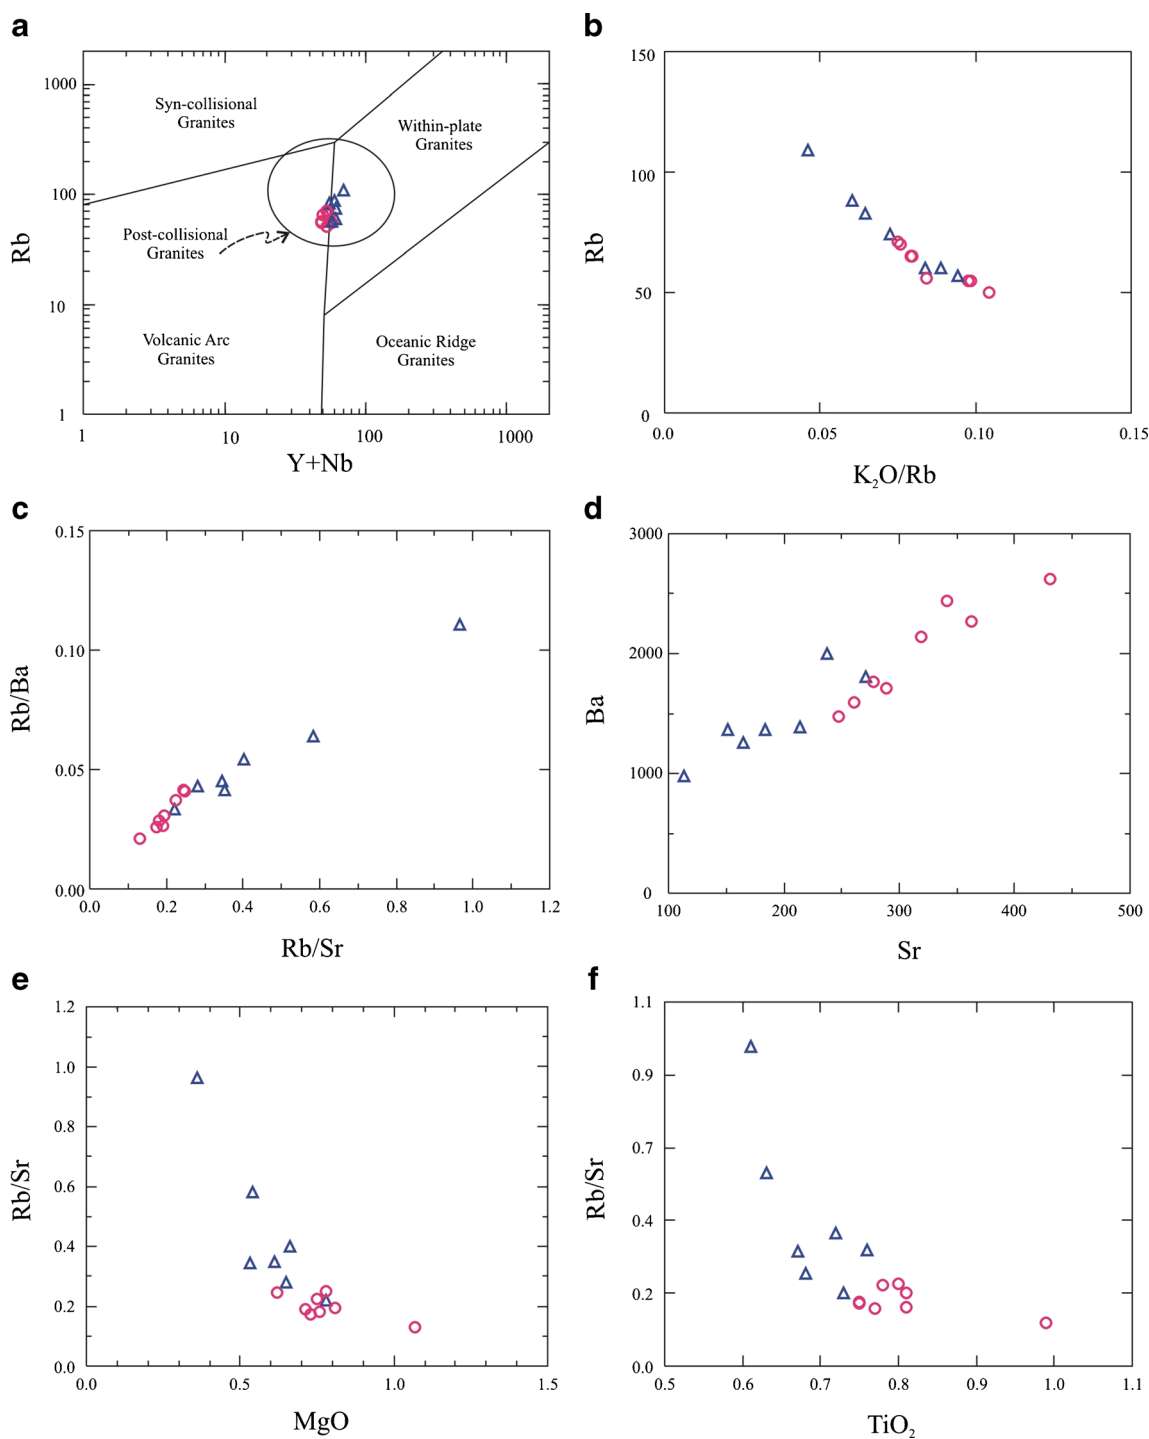 a
1000
100
10
1
1
10
100
1000
Rb
Y+Nb
Syn-collisional
Granites
Within-plate
Granites
Post-collisional
Granites
Volcanic Arc
Granites
Oceanic Ridge
Granites
b
150
100
50
0
0.0
0.05
0.10
0.15
Rb
K₂O/Rb
c
0.15
0.10
0.05
0.00
0.0
0.2
0.4
0.6
0.8
1.0
1.2
Rb/Ba
Rb/Sr
d
3000
2000
1000
0
100
200
300
400
500
Ba
Sr
e
1.2
1.0
0.8
0.6
0.4
0.2
0.0
0.0
0.5
1.0
1.5
Rb/Sr
MgO
f
1.1
0.9
0.7
0.4
0.2
0.0
0.5
0.6
0.7
0.8
0.9
1.0
1.1
Rb/Sr
TiO₂